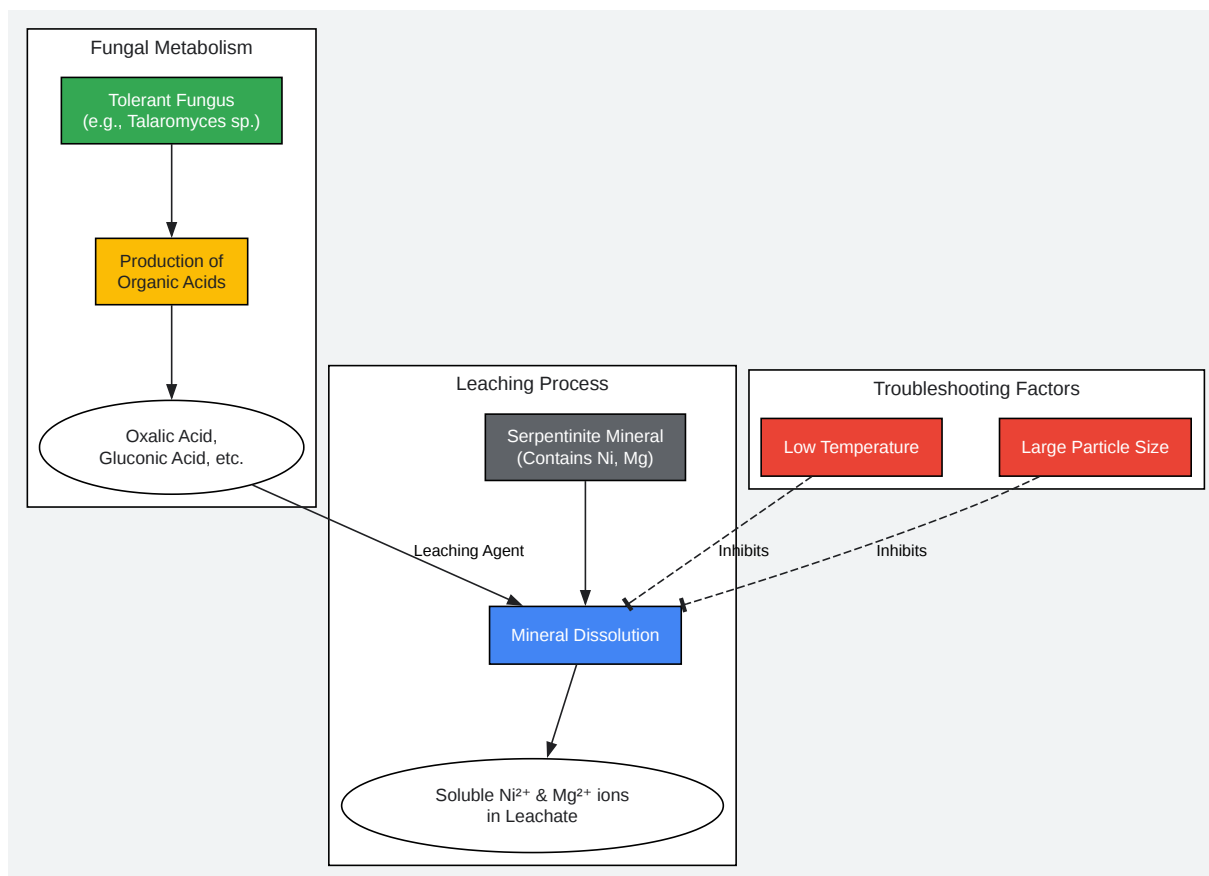 Fungal Metabolism
Tolerant Fungus
(e.g., Talaromyces sp.)
Production of
Organic Acids
Oxalic Acid,
Gluconic Acid, etc.
Leaching Process
Serpentinite Mineral
(Contains Ni, Mg)
Troubleshooting Factors
Low Temperature
Large Particle Size
Leaching Agent
Inhibits
Inhibits
Mineral Dissolution
Soluble Ni²⁺ & Mg²⁺ ions
in Leachate